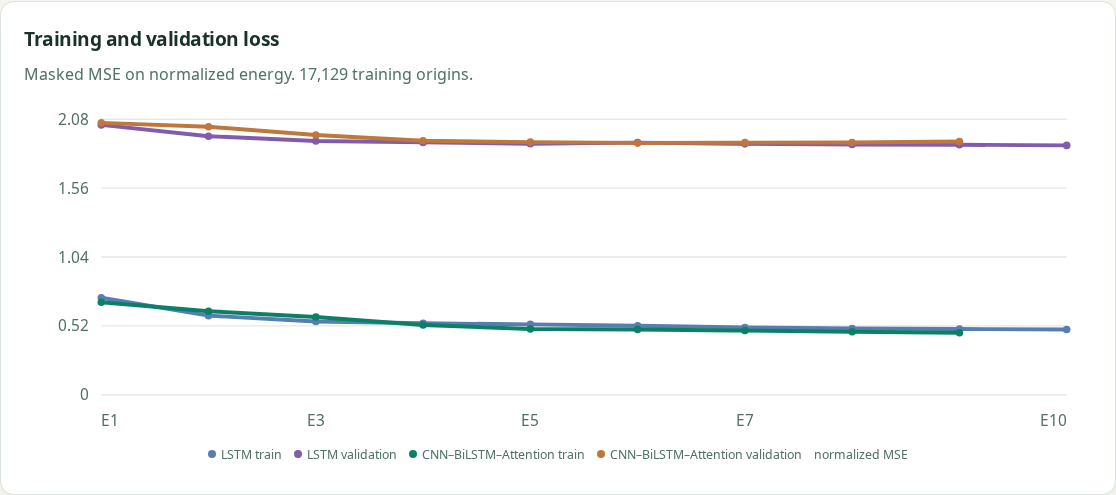 Training and validation loss
Masked MSE on normalized energy. 17,129 training origins.
2.08
1.56
1.04
0.52
0
E1 E3 E5 E7 E10
LSTM train LSTM validation CNN–BiLSTM–Attention train CNN–BiLSTM–Attention validation normalized MSE